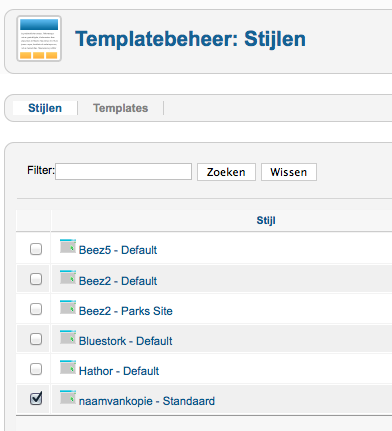 Templatebeheer: Stijlen
Stijlen Templates
Filter: Zoeken Wissen
Stijl
Beez5 - Default
Beez2 - Default
Beez2 - Parks Site
Bluestork - Default
Hathor - Default
naamvankopie - Standaard